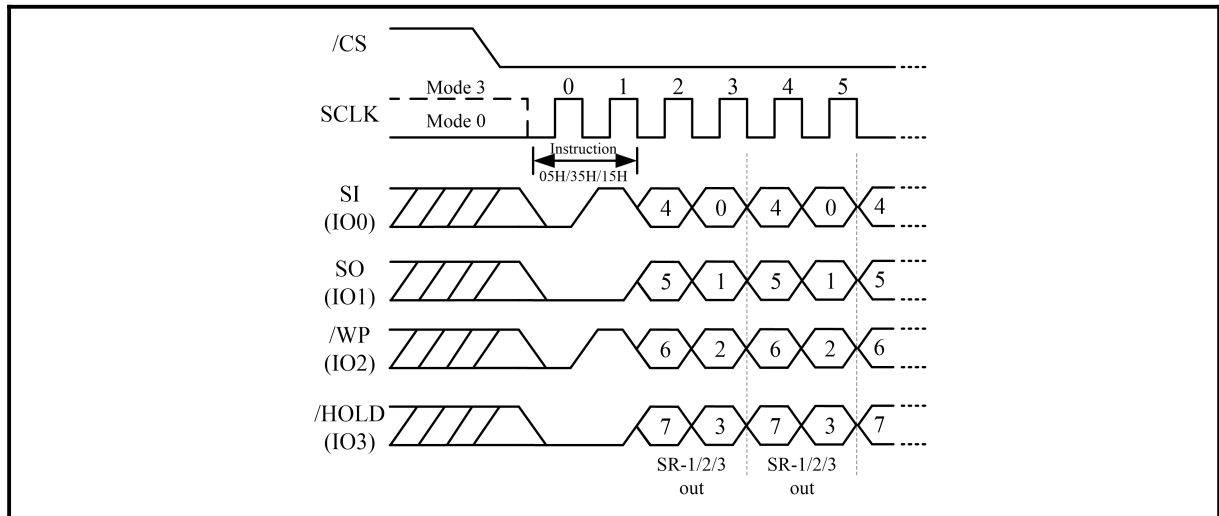 /CS
Mode 3 0 1 2 3 4 5
SCLK
Mode 0
Instruction
05H/35H/15H
SI
(IO0) 4 0 4 0 4
SO
(IO1) 5 1 5 1 5
/WP
(IO2) 6 2 6 2 6
/HOLD
(IO3) 7 3 7 3 7
SR-1/2/3 SR-1/2/3
out out